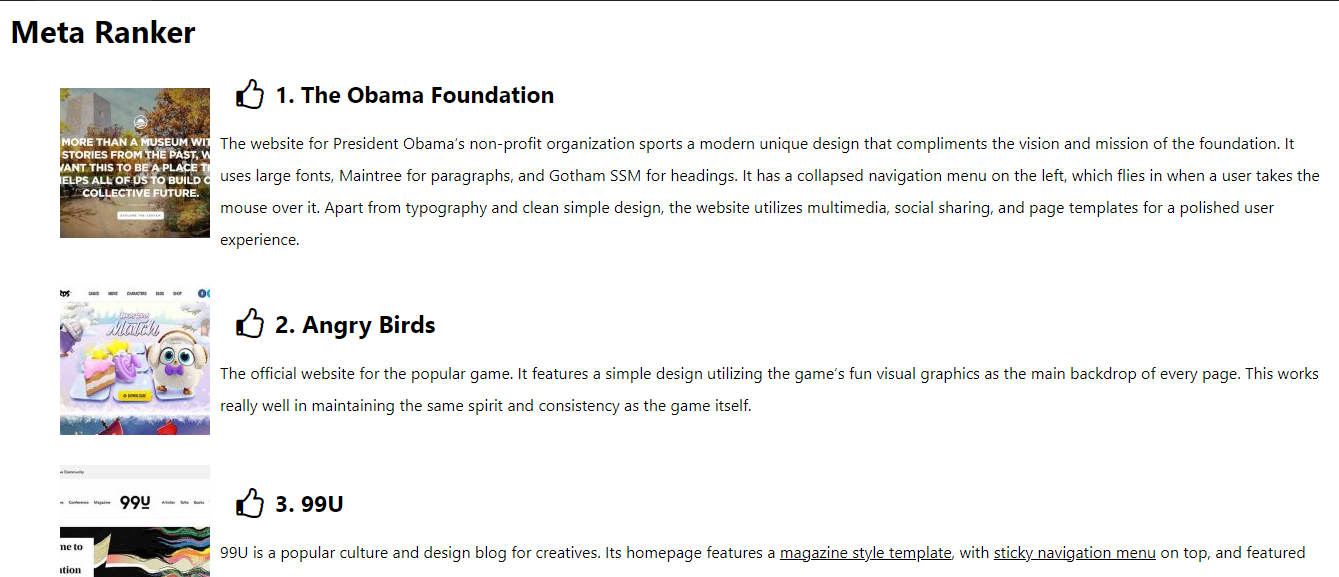 Meta Ranker
1. The Obama Foundation
MORE THAN A MUSEUM
STORIES FROM THE PAST,
THIS TO BE A PLACE
ALL OF US TO BUILD
COLLECTIVE FUTURE.
EXPLORE THE CENTER
The website for President Obama's non-profit organization sports a modern unique design that compliments the vision and mission of the foundation. It
uses large fonts, Maintree for paragraphs, and Gotham SSM for headings. It has a collapsed navigation menu on the left, which flies in when a user takes the
mouse over it. Apart from typography and clean simple design, the website utilizes multimedia, social sharing, and page templates for a polished user
experience.
GAMES MOVIE CHARACTERS BLOG SHOP
Match
DOWNLOAD
2. Angry Birds
The official website for the popular game. It features a simple design utilizing the game's fun visual graphics as the main backdrop of every page. This works
really well in maintaining the same spirit and consistency as the game itself.
Community
Conference Magazine 99U Articles Talks Books
3. 99U
99U is a popular culture and design blog for creatives. Its homepage features a magazine style template, with sticky navigation menu on top, and featured